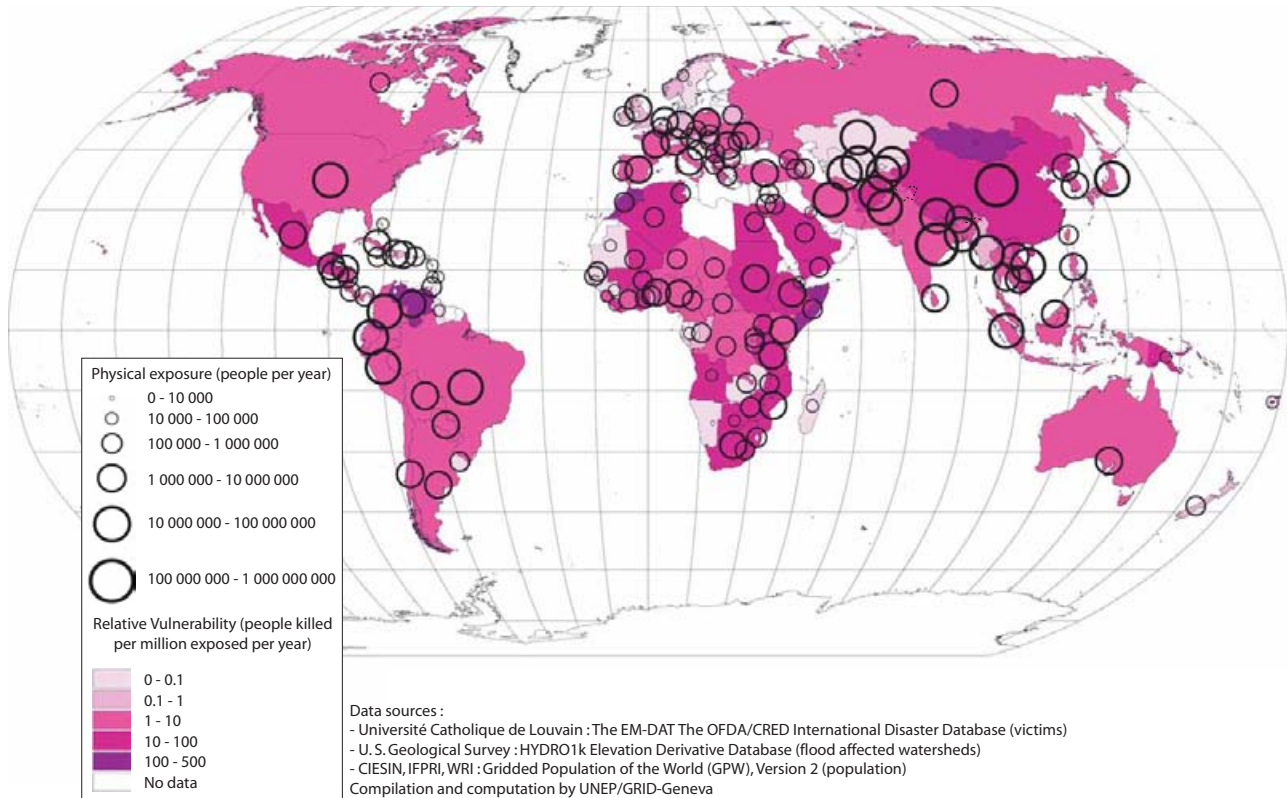 Physical exposure (people per year)
0 - 10 000
10 000 - 100 000
100 000 - 1 000 000
1 000 000 - 10 000 000
10 000 000 - 100 000 000
100 000 000 - 1 000 000 000
Relative Vulnerability (people killed
per million exposed per year)
0 - 0.1
0.1 - 1
1 - 10
10 - 100
100 - 500
No data
Data sources :
- Université Catholique de Louvain : The EM-DAT The OFDA/CRED International Disaster Database (victims)
- U. S. Geological Survey : HYDRO1k Elevation Derivative Database (flood affected watersheds)
- CIESIN, IFPRI, WRI : Gridded Population of the World (GPW), Version 2 (population)
Compilation and computation by UNEP/GRID-Geneva